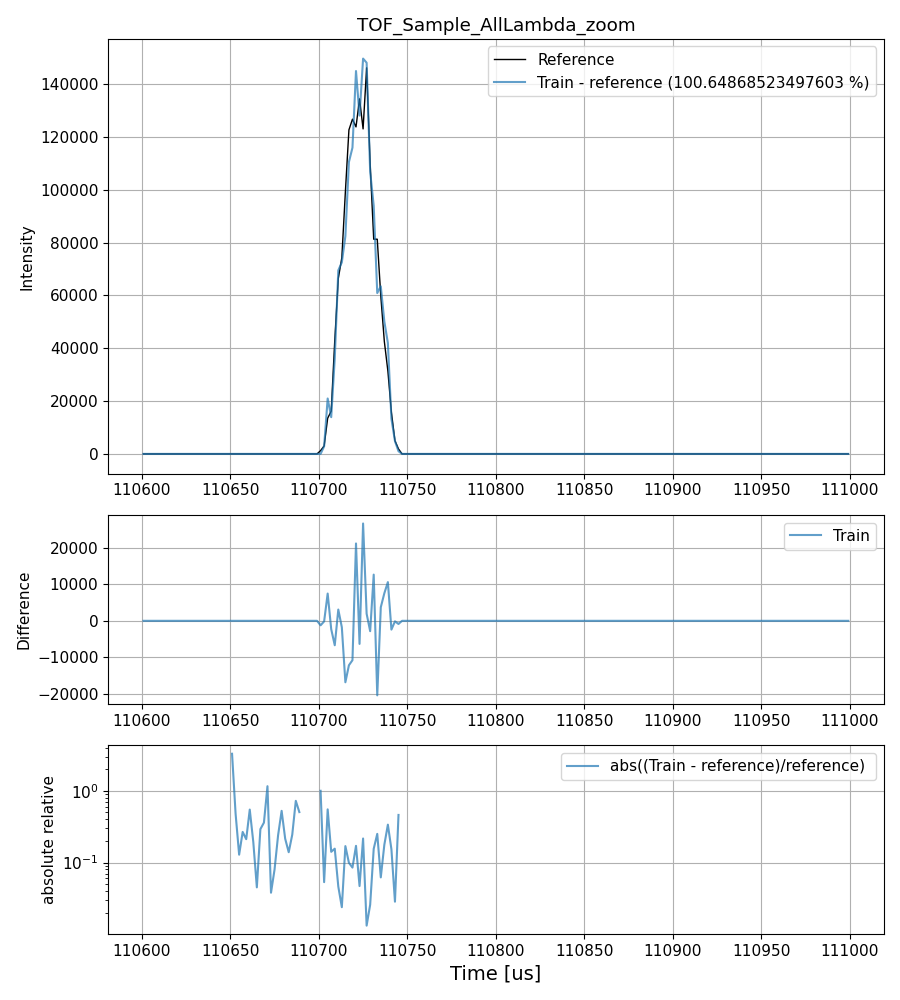 TOF_Sample_AllLambda_zoom
Reference
Train - reference (100.64868523497603 %)
Intensity
140000
120000
100000
80000
60000
40000
20000
0
110600 110650 110700 110750 110800 110850 110900 110950 111000
Train
Difference
20000
10000
0
−10000
−20000
110600 110650 110700 110750 110800 110850 110900 110950 111000
abs((Train - reference)/reference)
absolute relative
10⁰
10⁻¹
110600 110650 110700 110750 110800 110850 110900 110950 111000
Time [us]